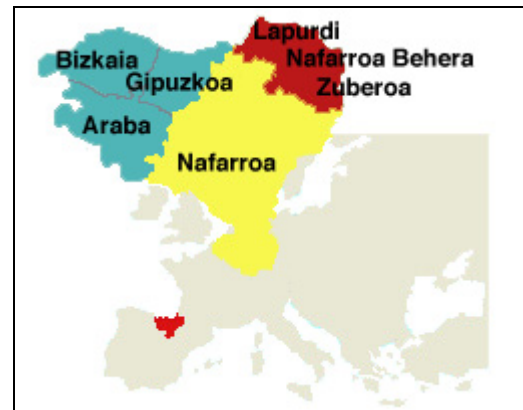 Lapurdi
Bizkaia
Nafarroa Behera
Gipuzkoa
Zuberoa
Araba
Nafarroa